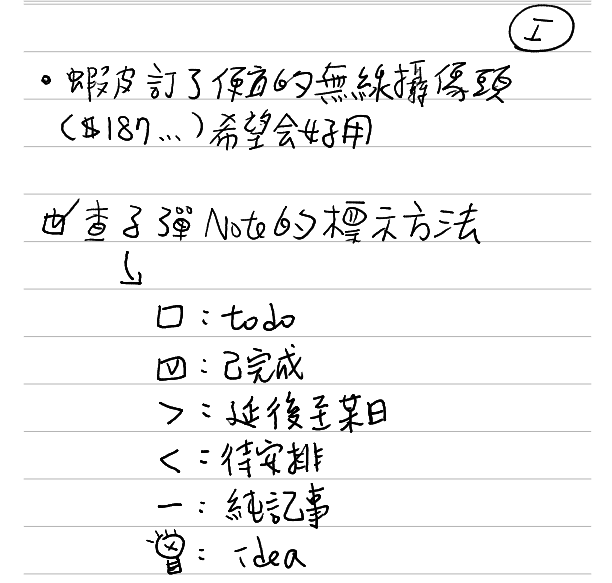 I
• 蝦皮訂了便宜的無線攝像頭
($187...)希望会好用
☑ 查子彈Note的標示方法
↳
□：todo
☑：已完成
>：延後至某日
<：待安排
—：純記事
💡：idea